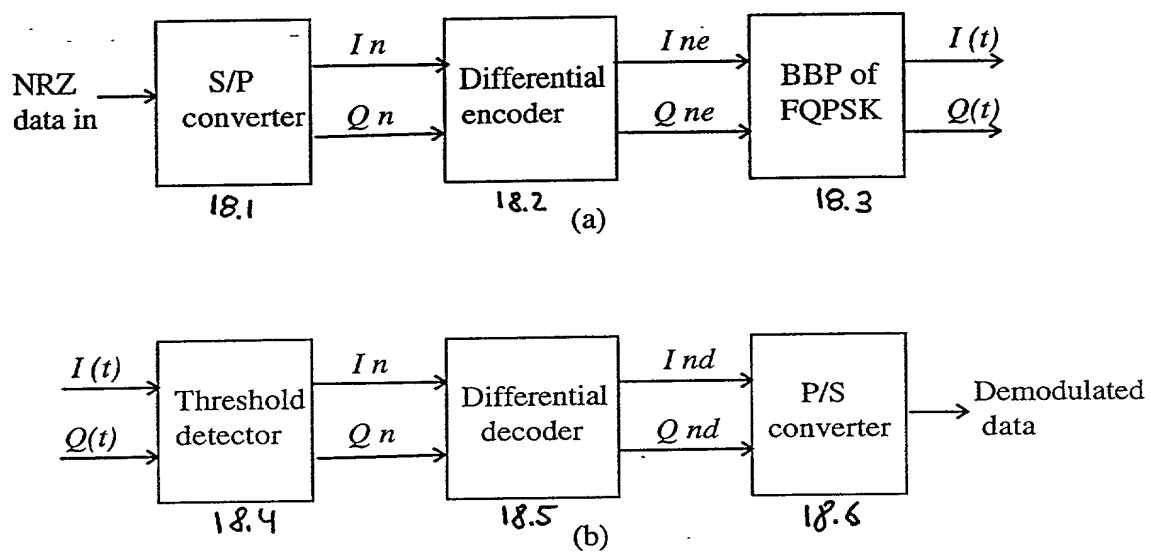 NRZ
data in
S/P
converter
I n
Q n
Differential
encoder
I ne
Q ne
BBP of
FQPSK
I (t)
Q(t)
18.1
18.2
18.3
(a)
I (t)
Q(t)
Threshold
detector
I n
Q n
Differential
decoder
I nd
Q nd
P/S
converter
Demodulated
data
18.4
18.5
18.6
(b)